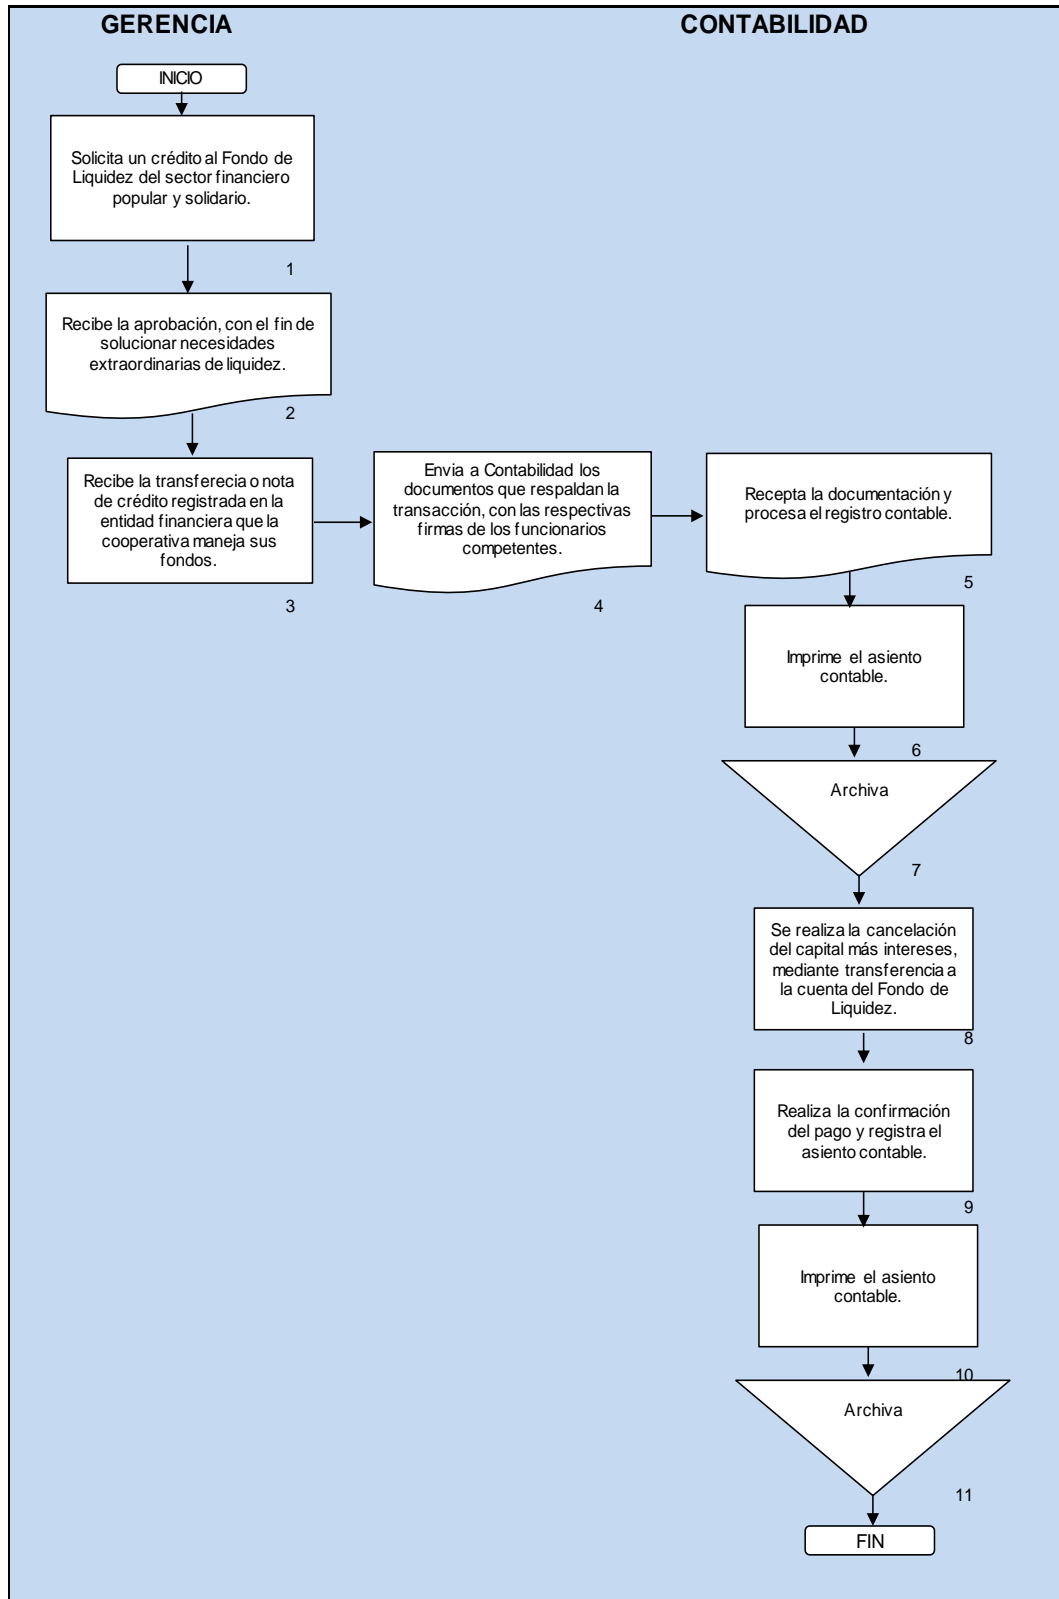 GERENCIA
CONTABILIDAD
INICIO
Solicita un crédito al Fondo de
Liquidez del sector financiero
popular y solidario.
1
Recibe la aprobación, con el fin de
solucionar necesidades
extraordinarias de liquidez.
2
Recibe la transferecia o nota
de crédito registrada en la
entidad financiera que la
cooperativa maneja sus
fondos.
3
Envia a Contabilidad los
documentos que respaldan la
transacción, con las respectivas
firmas de los funcionarios
competentes.
4
Recepta la documentación y
procesa el registro contable.
5
Imprime el asiento
contable.
6
Archiva
7
Se realiza la cancelación
del capital más intereses,
mediante transferencia a
la cuenta del Fondo de
Liquidez.
8
Realiza la confirmación
del pago y registra el
asiento contable.
9
Imprime el asiento
contable.
10
Archiva
11
FIN